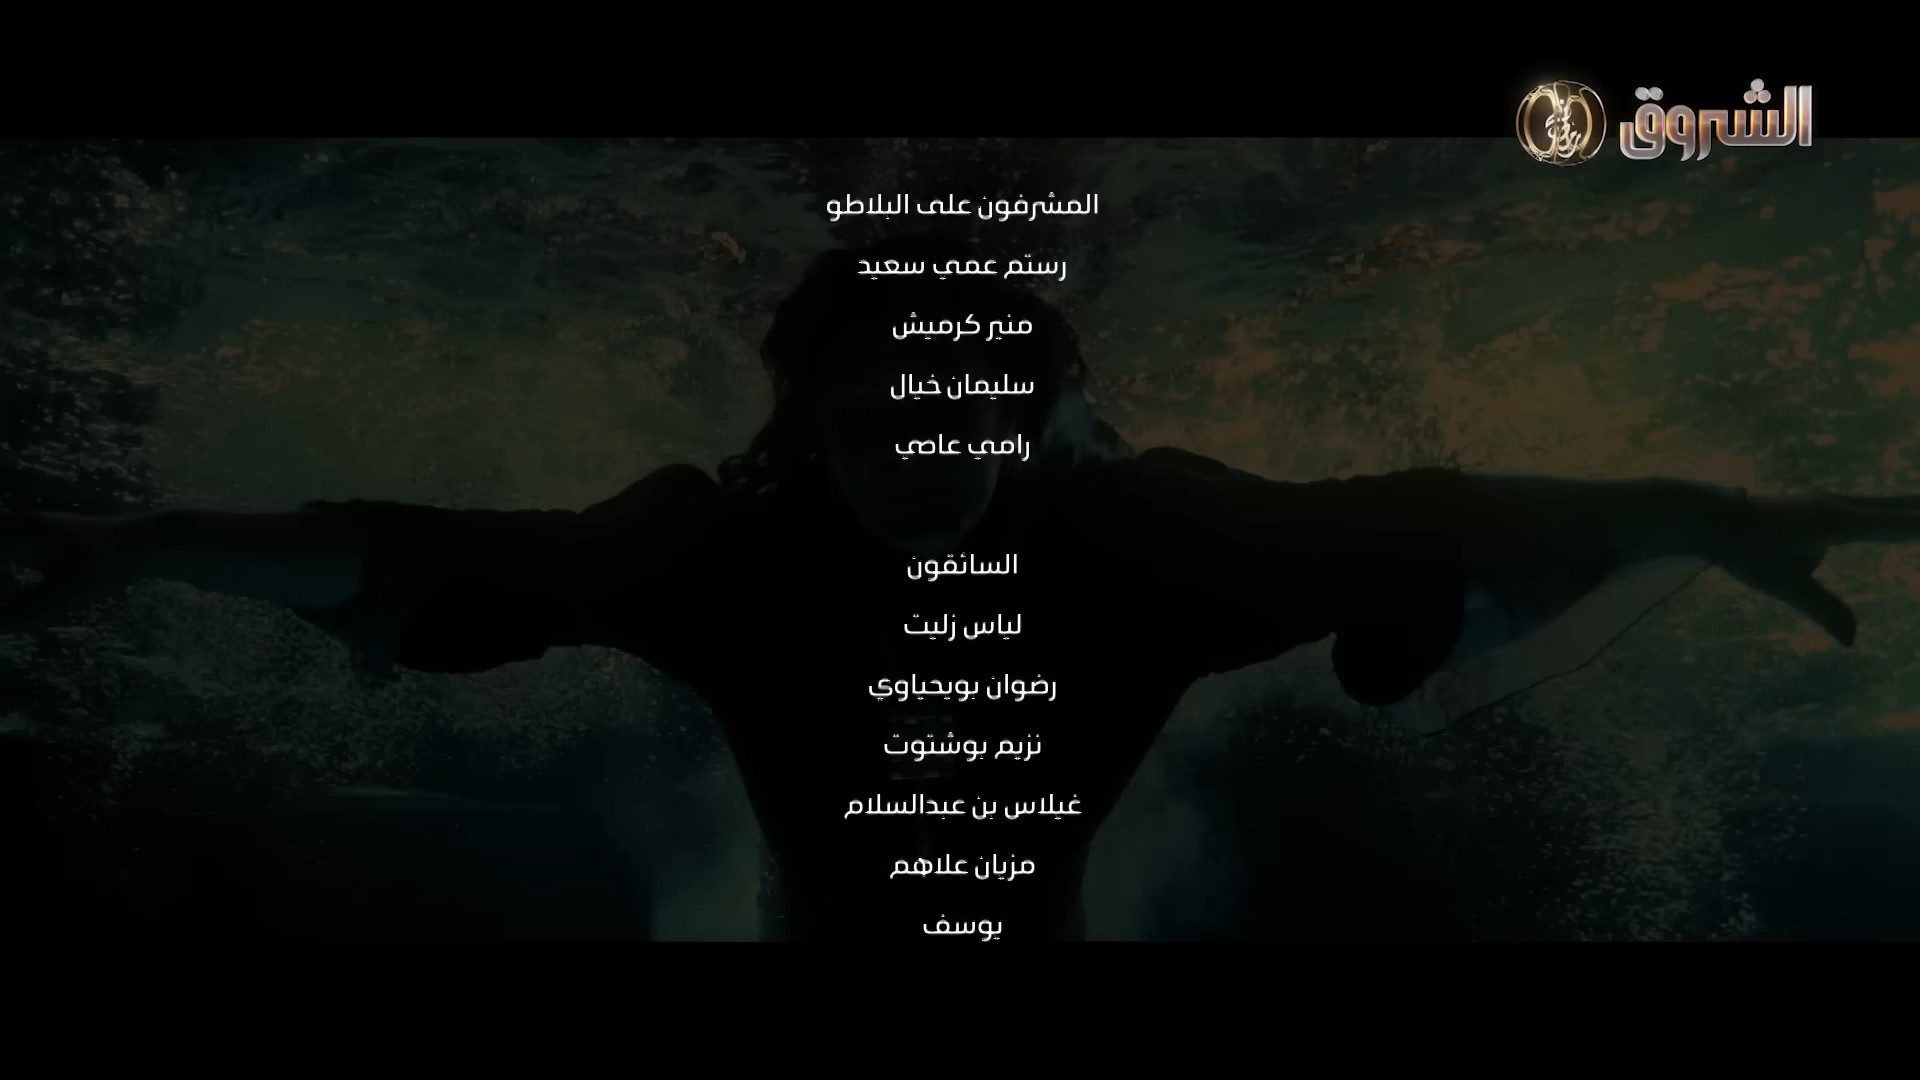 الشروق
المشرفون على البلاطو
رستم عمي سعيد
منير كرميش
سليمان خيال
رامي عاصي
السائقون
لياس زليت
رضوان بويحياوي
نزيم بوشتوت
غيلاس بن عبدالسلام
مزيان علاهم
يوسف